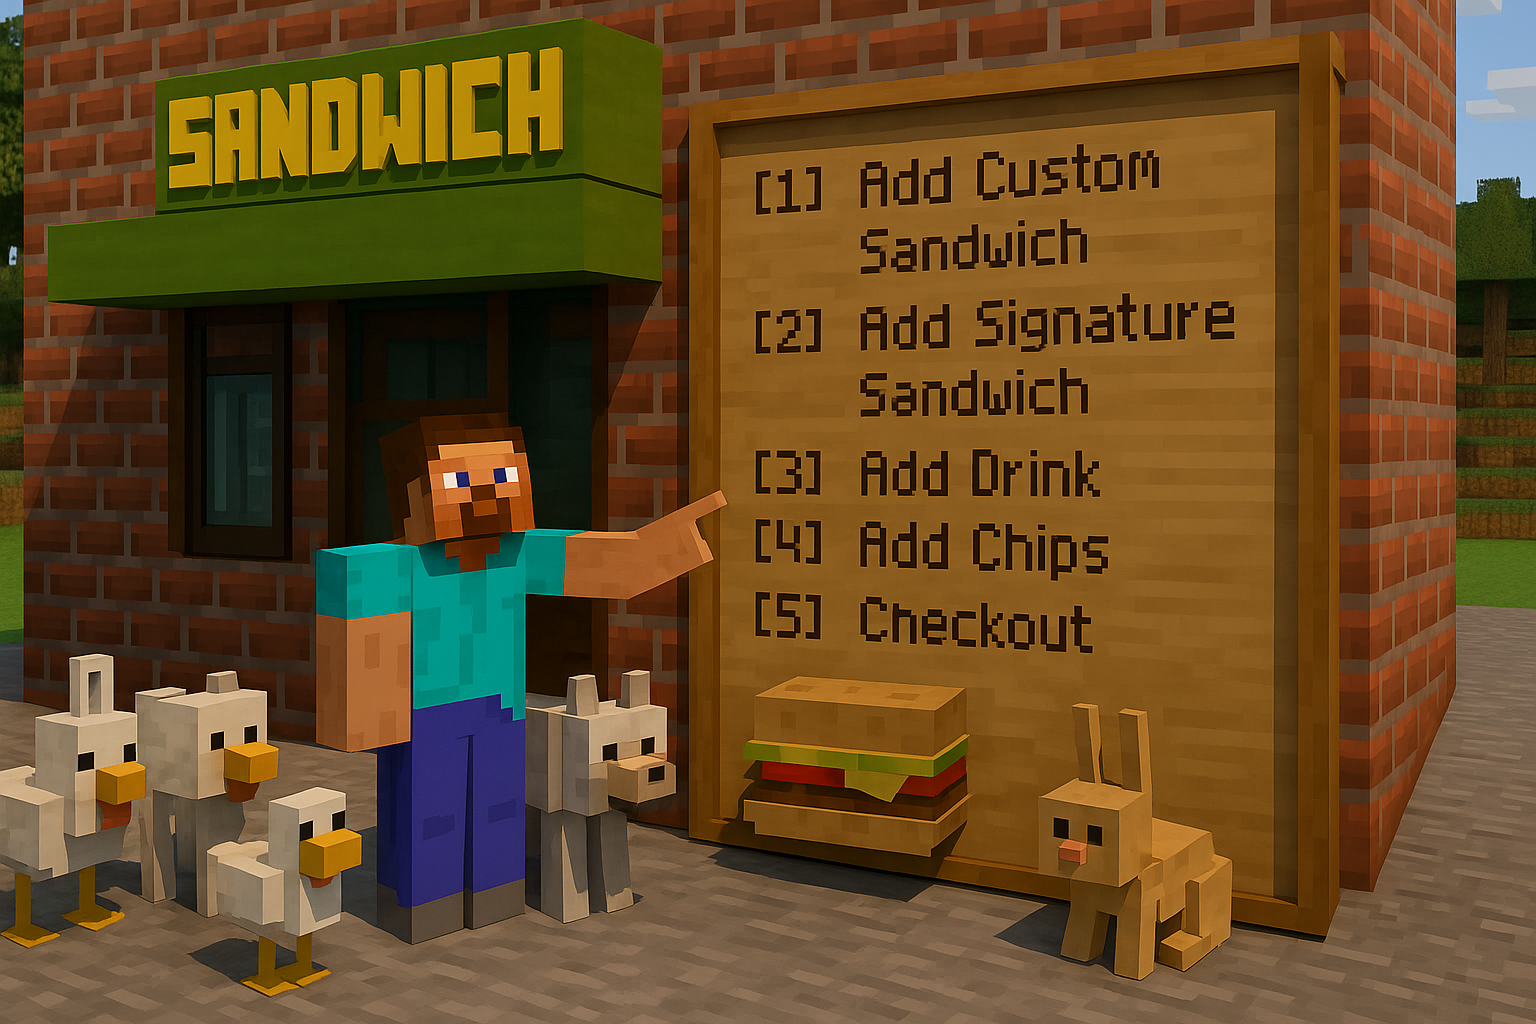 SANDWICH
[1] Add Custom
Sandwich
[2] Add Signature
Sandwich
[3] Add Drink
[4] Add Chips
[5] Checkout